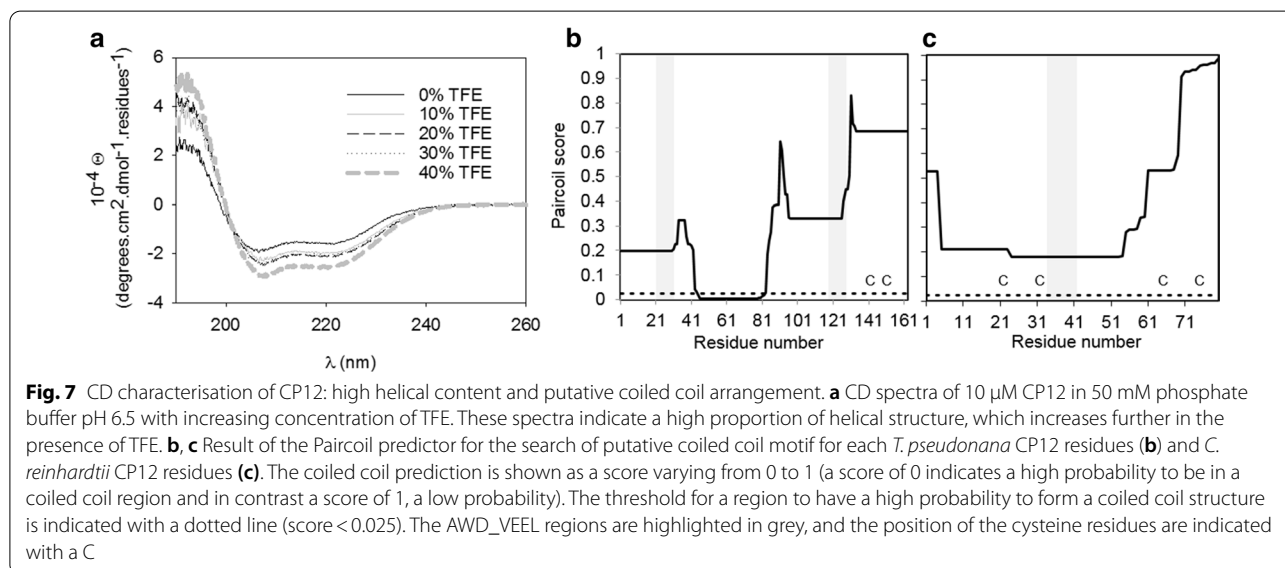 a
b
c
6
4
2
0
-2
-4
10⁻⁴ Θ
(degrees.cm².dmol⁻¹.residues⁻¹)
0% TFE
10% TFE
20% TFE
30% TFE
40% TFE
200 220 240 260
λ (nm)
1
0.9
0.8
0.7
0.6
0.5
0.4
0.3
0.2
0.1
0
Paircoil score
C C
1 21 41 61 81 101 121 141 161
Residue number
C C C C
1 11 21 31 41 51 61 71
Residue number
Fig. 7 CD characterisation of CP12: high helical content and putative coiled coil arrangement. a CD spectra of 10 µM CP12 in 50 mM phosphate
buffer pH 6.5 with increasing concentration of TFE. These spectra indicate a high proportion of helical structure, which increases further in the
presence of TFE. b, c Result of the Paircoil predictor for the search of putative coiled coil motif for each T. pseudonana CP12 residues (b) and C.
reinhardtii CP12 residues (c). The coiled coil prediction is shown as a score varying from 0 to 1 (a score of 0 indicates a high probability to be in a
coiled coil region and in contrast a score of 1, a low probability). The threshold for a region to have a high probability to form a coiled coil structure
is indicated with a dotted line (score < 0.025). The AWD_VEEL regions are highlighted in grey, and the position of the cysteine residues are indicated
with a C